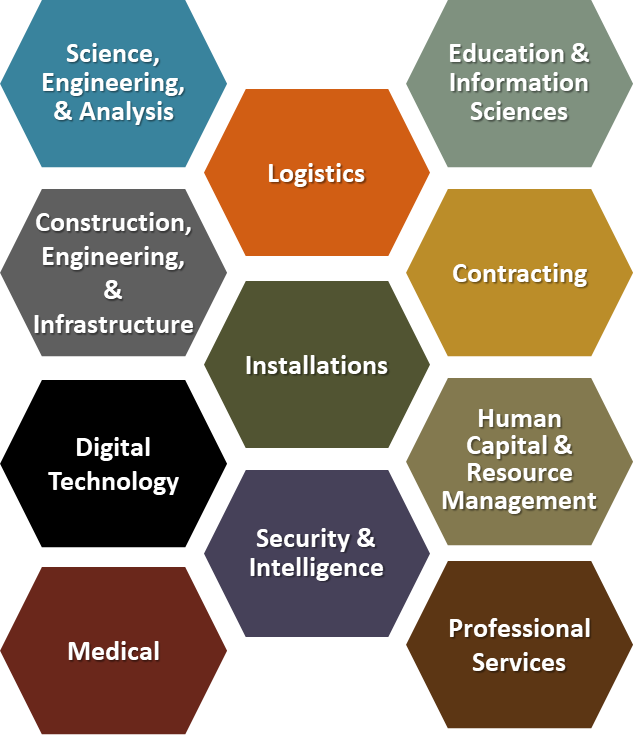 Science,
Engineering,
& Analysis
Education &
Information
Sciences
Logistics
Construction,
Engineering,
&
Infrastructure
Contracting
Installations
Digital
Technology
Human
Capital &
Resource
Management
Security &
Intelligence
Medical
Professional
Services